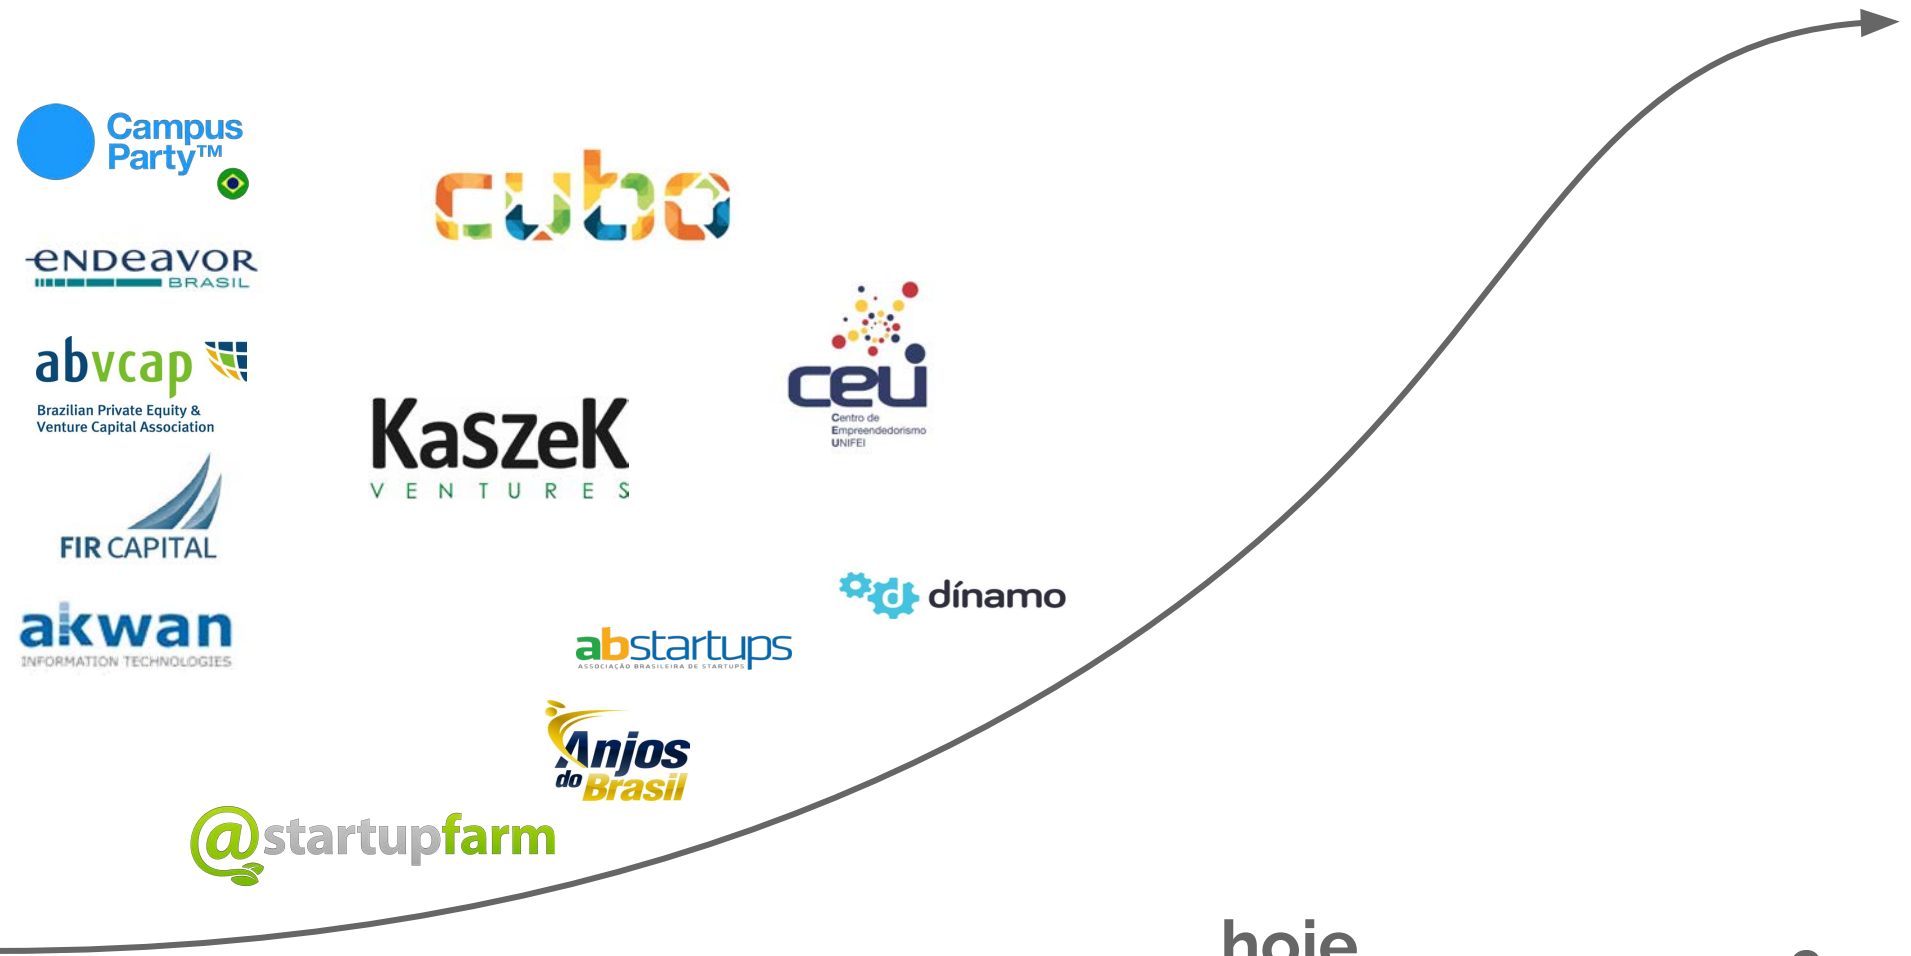 Campus
Party™
enDeavor
BRASIL
abvcap
Brazilian Private Equity &
Venture Capital Association
FIR CAPITAL
akwan
INFORMATION TECHNOLOGIES
cubo
KaszeK
VENTURES
ceu
Centro de
Empreendedorismo
UNIFEI
dínamo
abstartups
ASSOCIAÇÃO BRASILEIRA DE STARTUPS
Anjos
do Brasil
@startupfarm
hoje